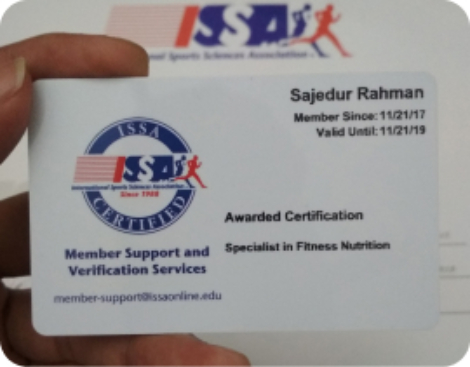 ISSA
International Sports Sciences Association
Sajedur Rahman
Member Since: 11/21/17
Valid Until: 11/21/19
ISSA
ISSA
International Sports Sciences Association
Since 1988
CERTIFIED
Awarded Certification
Specialist in Fitness Nutrition
Member Support and
Verification Services
member-support@issaonline.edu